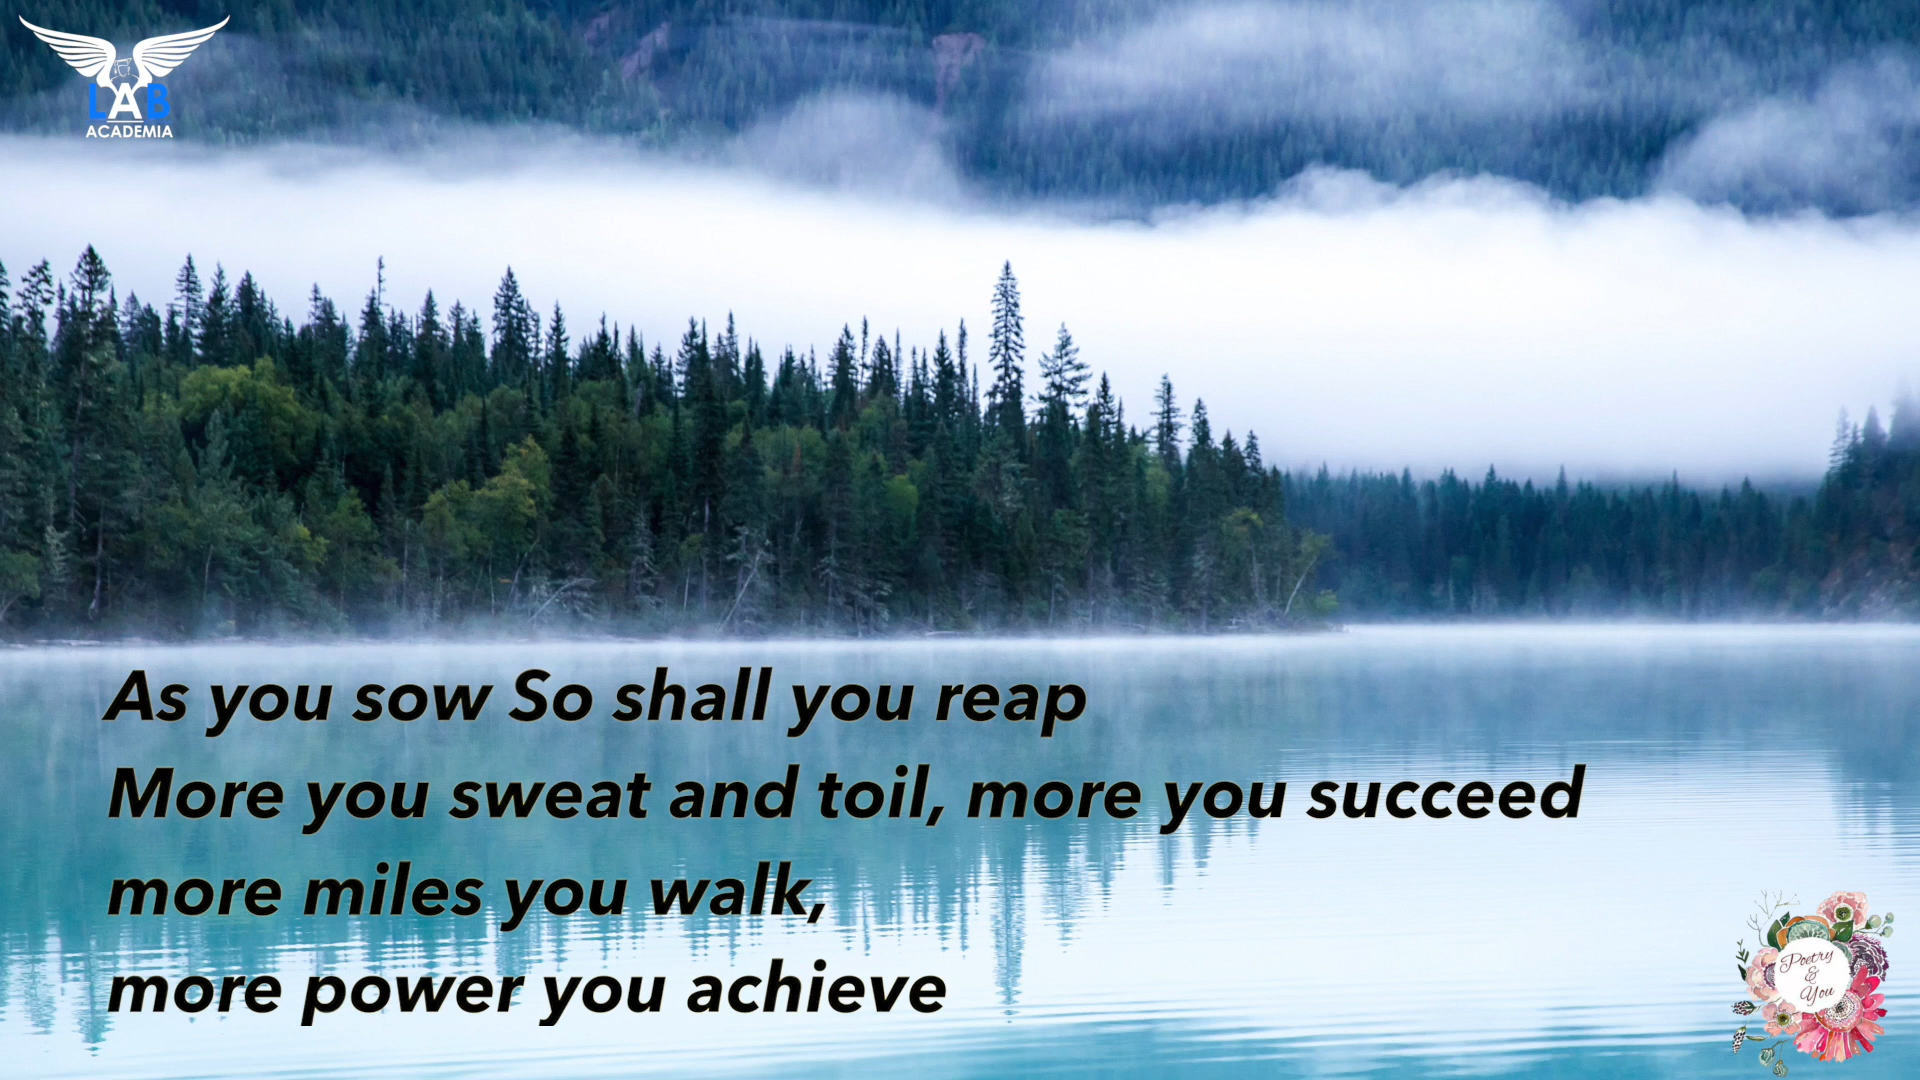 LAB
ACADEMIA
As you sow So shall you reap
More you sweat and toil, more you succeed
more miles you walk,
more power you achieve
Poetry
&
You